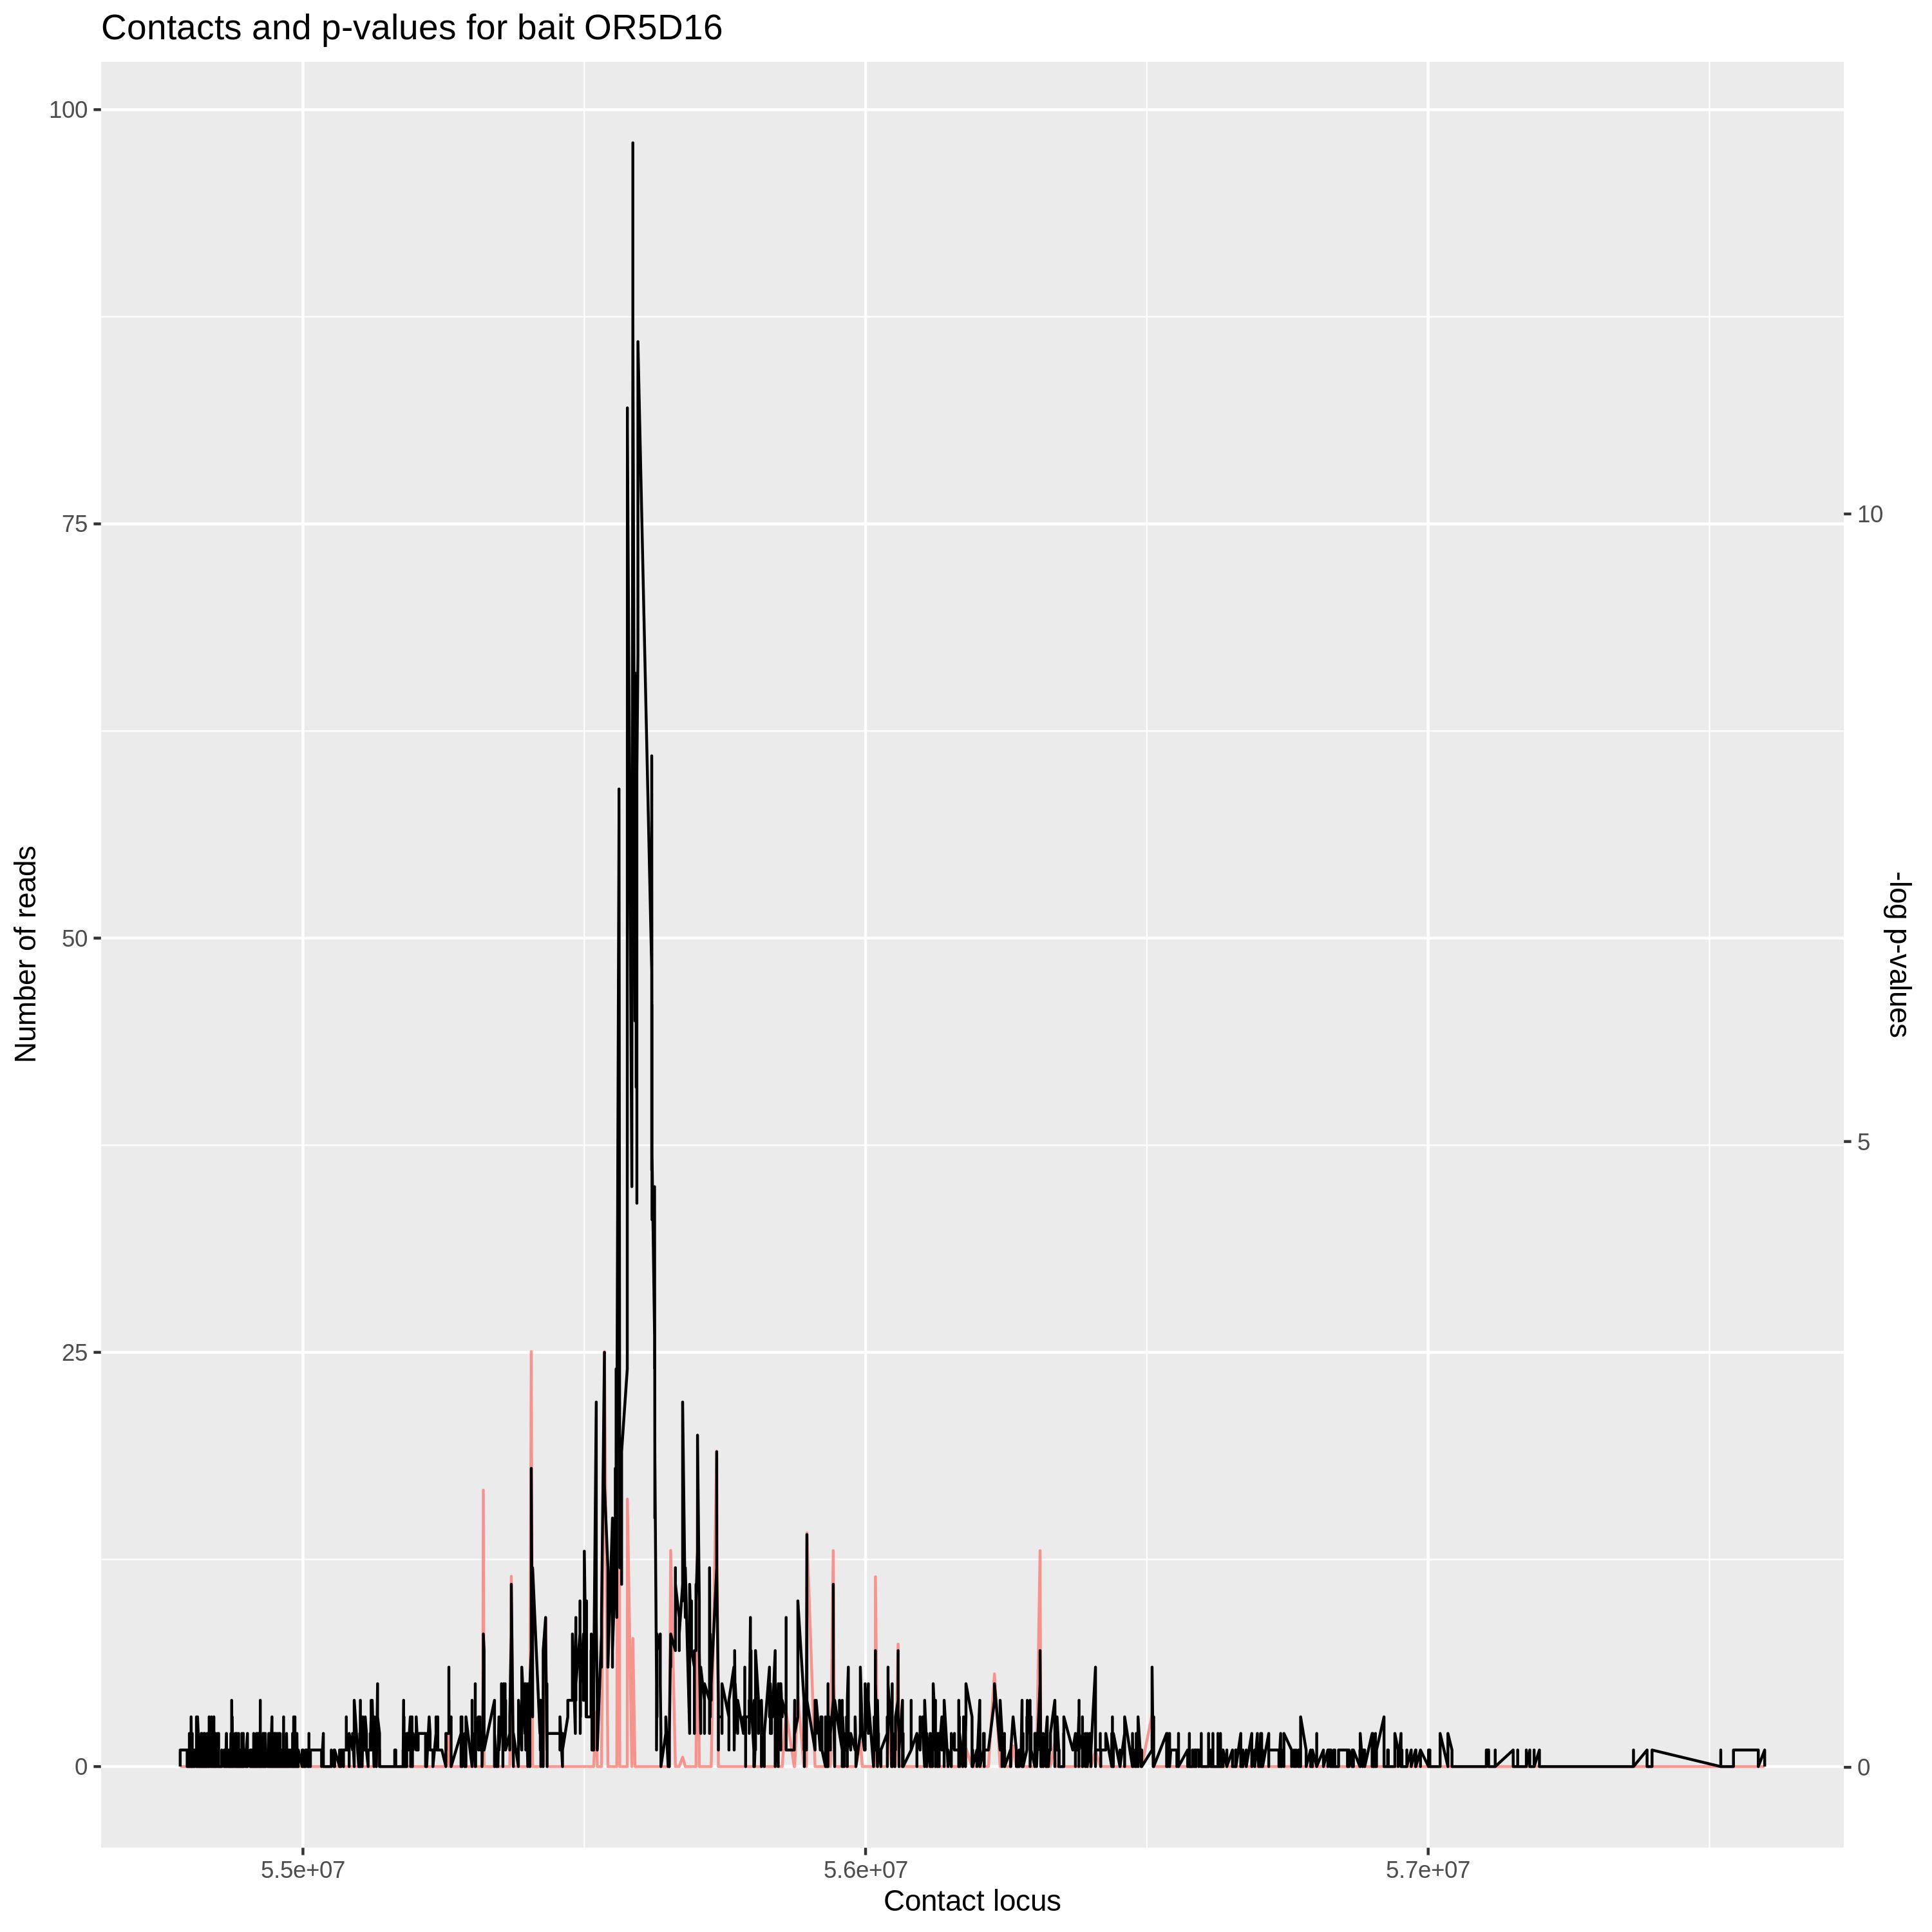 Contacts and p-values for bait OR5D16
100
75
50
25
0
Number of reads
10
5
0
-log p-values
5.5e+07
5.6e+07
5.7e+07
Contact locus